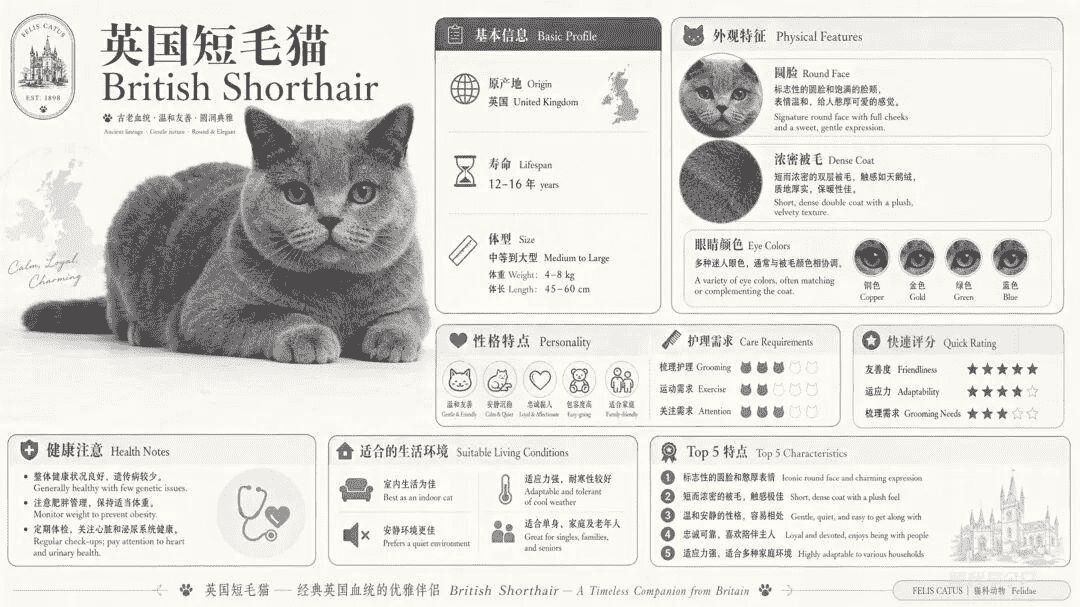 FELIS CATUS
EST. 1898
英国短毛猫
British Shorthair
古老血统 · 温和友善 · 圆润典雅
Ancient lineage · Gentle nature · Round & Elegant
Calm, Loyal,
Charming
基本信息 Basic Profile
原产地 Origin
英国 United Kingdom
寿命 Lifespan
12–16 年 years
体型 Size
中等到大型 Medium to Large
体重 Weight: 4–8 kg
体长 Length: 45–60 cm
外观特征 Physical Features
圆脸 Round Face
标志性的圆脸和饱满的脸颊,
表情温和,给人憨厚可爱的感觉。
Signature round face with full cheeks
and a sweet, gentle expression.
浓密被毛 Dense Coat
短而浓密的双层被毛,触感如天鹅绒,
质地厚实,保暖性佳。
Short, dense double coat with a plush,
velvety texture.
眼睛颜色 Eye Colors
多种迷人眼色,通常与被毛颜色相协调。
A variety of eye colors, often matching
or complementing the coat.
铜色 金色 绿色 蓝色
Copper Gold Green Blue
性格特点 Personality
温和友善 安静沉稳 忠诚黏人 包容度高 适合家庭
Gentle & Friendly Calm & Quiet Loyal & Affectionate Easy-going Family-friendly
护理需求 Care Requirements
梳理护理 Grooming
运动需求 Exercise
关注需求 Attention
快速评分 Quick Rating
友善度 Friendliness ★★★★★
适应力 Adaptability ★★★★☆
梳理需求 Grooming Needs ★★★☆☆
健康注意 Health Notes
• 整体健康状况良好,遗传病较少。
Generally healthy with few genetic issues.
• 注意肥胖管理,保持适当体重。
Monitor weight to prevent obesity.
• 定期体检,关注心脏和泌尿系统健康。
Regular check-ups; pay attention to heart
and urinary health.
适合的生活环境 Suitable Living Conditions
室内生活为佳
Best as an indoor cat
适应力强,耐寒性较好
Adaptable and tolerant
of cool weather
安静环境更佳
Prefers a quiet environment
适合单身、家庭及老年人
Great for singles, families,
and seniors
Top 5 特点 Top 5 Characteristics
1 标志性的圆脸和憨厚表情 Iconic round face and charming expression
2 短而浓密的被毛,触感极佳 Short, dense coat with a plush feel
3 温和安静的性格,容易相处 Gentle, quiet, and easy to get along with
4 忠诚可靠,喜欢陪伴主人 Loyal and devoted, enjoys being with people
5 适应力强,适合多种家庭环境 Highly adaptable to various households
英国短毛猫 — 经典英国血统的优雅伴侣 British Shorthair — A Timeless Companion from Britain
FELIS CATUS | 猫科动物 Felidae